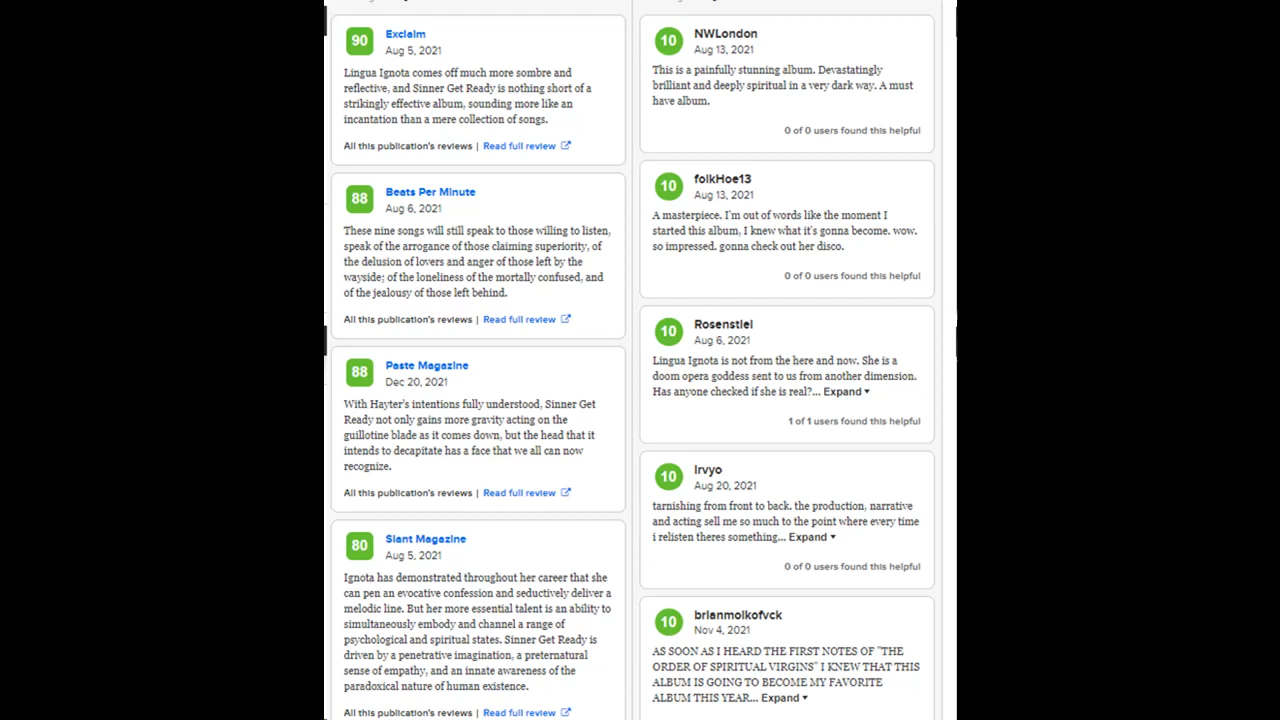 90
Exclaim
Aug 5, 2021
Lingua Ignota comes off much more sombre and
reflective, and Sinner Get Ready is nothing short of a
strikingly effective album, sounding more like an
incantation than a mere collection of songs.
All this publication's reviews | Read full review
88
Beats Per Minute
Aug 6, 2021
These nine songs will still speak to those willing to listen,
speak of the arrogance of those claiming superiority, of
the delusion of lovers and anger of those left by the
wayside; of the loneliness of the mortally confused, and
of the jealousy of those left behind.
All this publication's reviews | Read full review
88
Paste Magazine
Dec 20, 2021
With Hayter's intentions fully understood, Sinner Get
Ready not only gains more gravity acting on the
guillotine blade as it comes down, but the head that it
intends to decapitate has a face that we all can now
recognize.
All this publication's reviews | Read full review
80
Slant Magazine
Aug 5, 2021
Ignota has demonstrated throughout her career that she
can pen an evocative confession and seductively deliver a
melodic line. But her more essential talent is an ability to
simultaneously embody and channel a range of
psychological and spiritual states. Sinner Get Ready is
driven by a penetrative imagination, a preternatural
sense of empathy, and an innate awareness of the
paradoxical nature of human existence.
All this publication's reviews | Read full review
10
NWLondon
Aug 13, 2021
This is a painfully stunning album. Devastatingly
brilliant and deeply spiritual in a very dark way. A must
have album.
0 of 0 users found this helpful
10
folkHoe13
Aug 13, 2021
A masterpiece. I'm out of words like the moment I
started this album, I knew what it's gonna become. wow.
so impressed. gonna check out her disco.
0 of 0 users found this helpful
10
Rosenstiel
Aug 6, 2021
Lingua Ignota is not from the here and now. She is a
doom opera goddess sent to us from another dimension.
Has anyone checked if she is real?... Expand
1 of 1 users found this helpful
10
Irvyo
Aug 20, 2021
tarnishing from front to back. the production, narrative
and acting sell me so much to the point where every time
i relisten theres something... Expand
0 of 0 users found this helpful
10
brianmolkofvck
Nov 4, 2021
AS SOON AS I HEARD THE FIRST NOTES OF "THE
ORDER OF SPIRITUAL VIRGINS" I KNEW THAT THIS
ALBUM IS GOING TO BECOME MY FAVORITE
ALBUM THIS YEAR... Expand